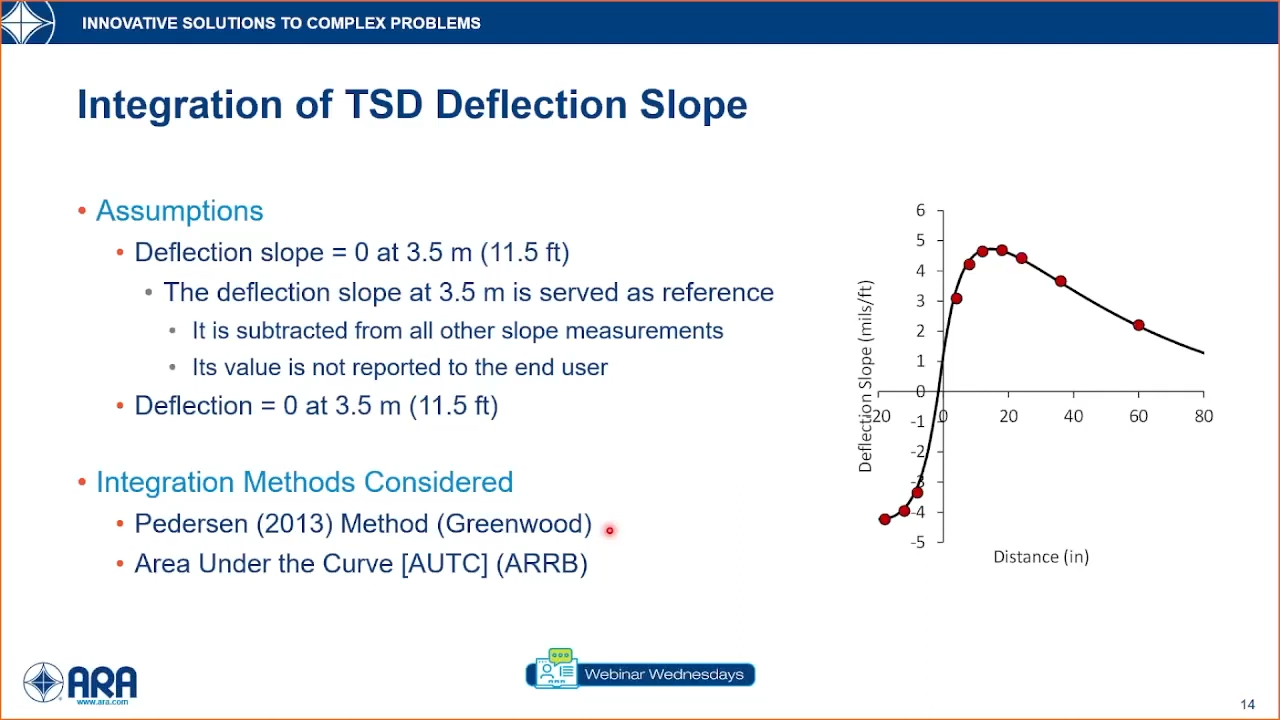 INNOVATIVE SOLUTIONS TO COMPLEX PROBLEMS
Integration of TSD Deflection Slope
• Assumptions
• Deflection slope = 0 at 3.5 m (11.5 ft)
• The deflection slope at 3.5 m is served as reference
• It is subtracted from all other slope measurements
• Its value is not reported to the end user
• Deflection = 0 at 3.5 m (11.5 ft)
• Integration Methods Considered
• Pedersen (2013) Method (Greenwood)
• Area Under the Curve [AUTC] (ARRB)
Deflection Slope (mils/ft)
6
5
4
3
2
1
0
-1
-2
-3
-4
-5
20 0 20 40 60 80
Distance (in)
ARA
www.ara.com
Webinar Wednesdays
14